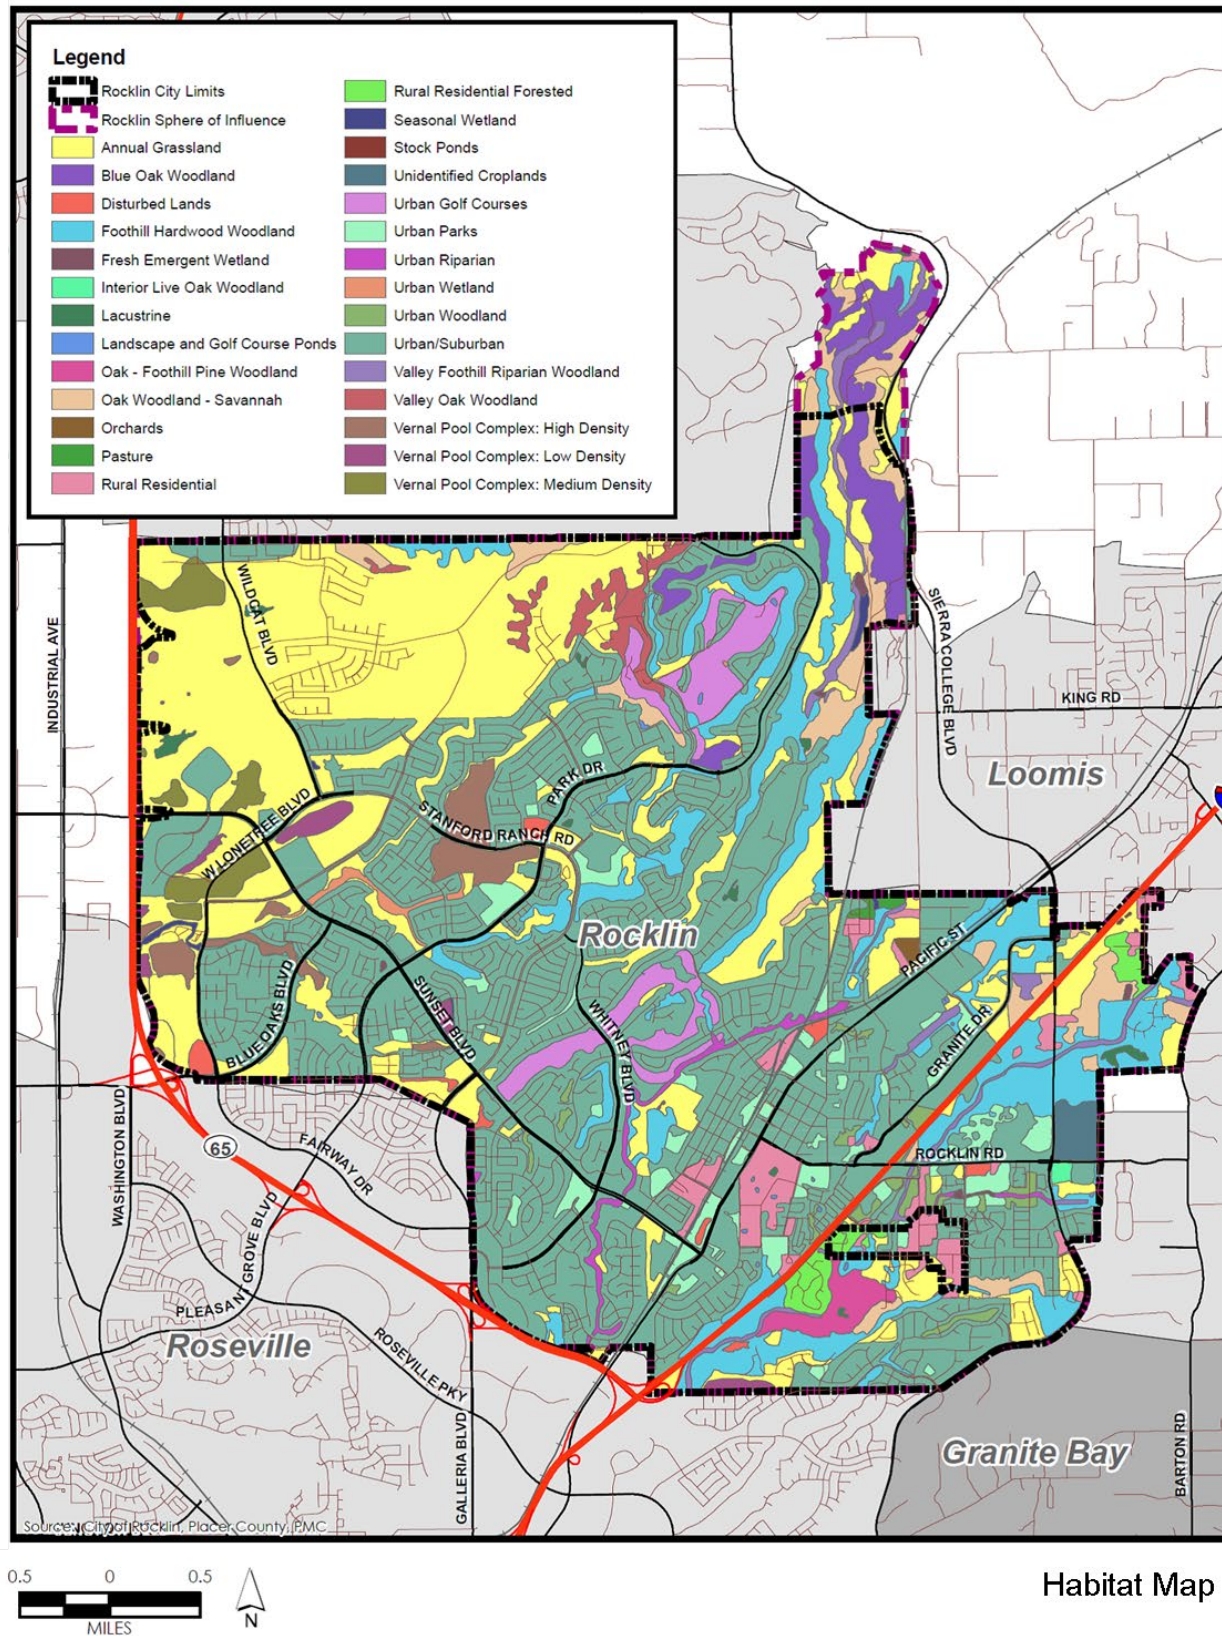 Legend
Rocklin City Limits
Rocklin Sphere of Influence
Annual Grassland
Blue Oak Woodland
Disturbed Lands
Foothill Hardwood Woodland
Fresh Emergent Wetland
Interior Live Oak Woodland
Lacustrine
Landscape and Golf Course Ponds
Oak - Foothill Pine Woodland
Oak Woodland - Savannah
Orchards
Pasture
Rural Residential
Rural Residential Forested
Seasonal Wetland
Stock Ponds
Unidentified Croplands
Urban Golf Courses
Urban Parks
Urban Riparian
Urban Wetland
Urban Woodland
Urban/Suburban
Valley Foothill Riparian Woodland
Valley Oak Woodland
Vernal Pool Complex: High Density
Vernal Pool Complex: Low Density
Vernal Pool Complex: Medium Density
WILDCAT BLVD
INDUSTRIAL AVE
SIERRA COLLEGE BLVD
KING RD
Loomis
PARK DR
STANFORD RANCH RD
W LONETREE BLVD
Rocklin
PACIFIC ST
BLUE OAKS BLVD
SUNSET BLVD
WHITNEY BLVD
GRANITE DR
WASHINGTON BLVD
65
FAIRWAY DR
ROCKLIN RD
PLEASANT GROVE BLVD
Roseville
ROSEVILLE PKY
GALLERIA BLVD
Granite Bay
BARTON RD
Source: City of Rocklin, Placer County, PMC
0.5 0 0.5
MILES
N
Habitat Map